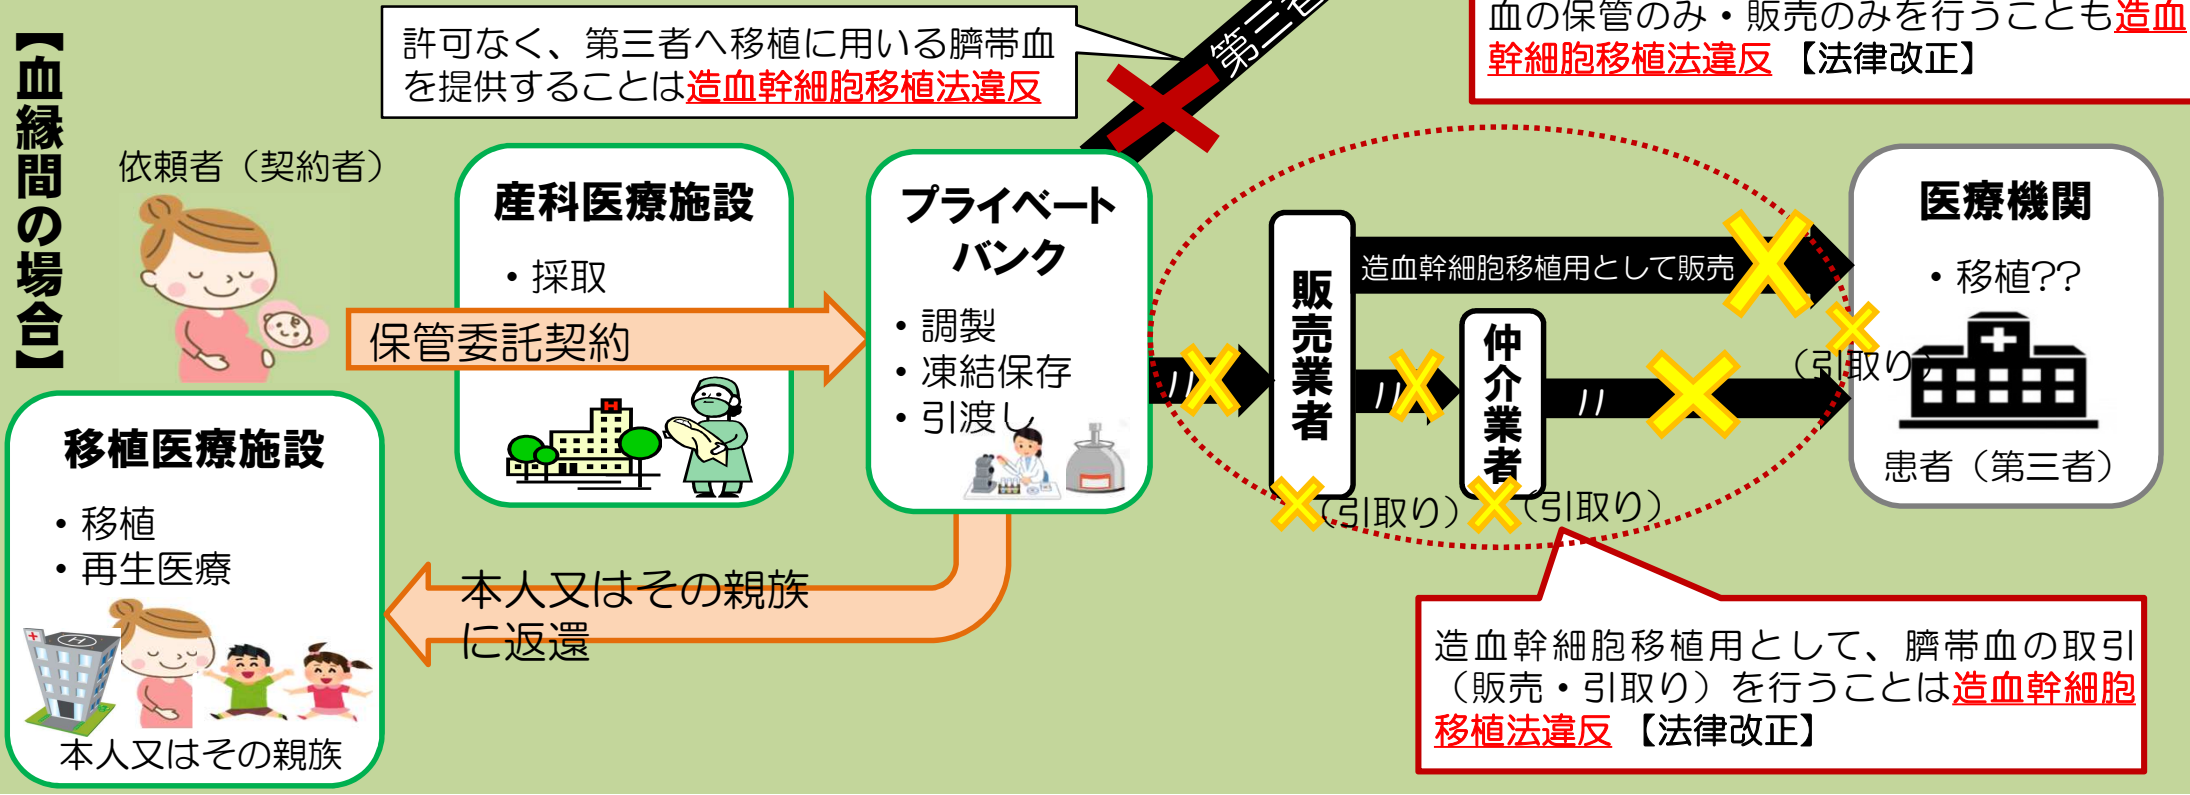 【血縁間の場合】
許可なく、第三者へ移植に用いる臍帯血
を提供することは造血幹細胞移植法違反
第三者
血の保管のみ・販売のみを行うことも造血
幹細胞移植法違反【法律改正】
依頼者（契約者）
産科医療施設
・採取
保管委託契約
プライベート
バンク
・調製
・凍結保存
・引渡し
〃
販売業者
造血幹細胞移植用として販売
〃
仲介業者
〃
(引取り)
(引取り)
(引取り)
医療機関
・移植??
患者（第三者）
移植医療施設
・移植
・再生医療
本人又はその親族
本人又はその親族
に返還
造血幹細胞移植用として、臍帯血の取引
（販売・引取り）を行うことは造血幹細胞
移植法違反【法律改正】